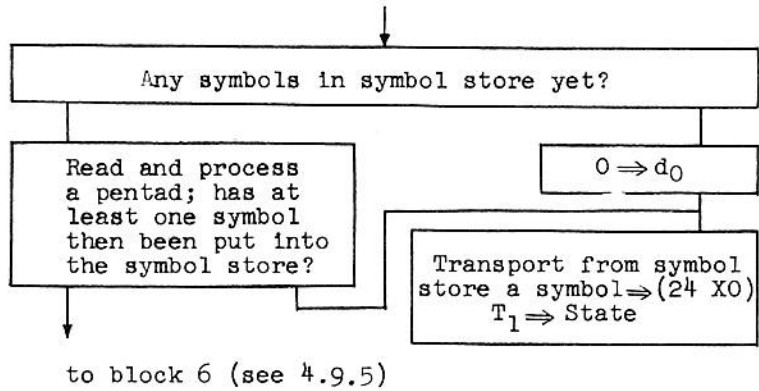 Any symbols in symbol store yet?
Read and process
a pentad; has at
least one symbol
then been put into
the symbol store?
O ⇒ d0
Transport from symbol
store a symbol⇒(24 XO)
T1 ⇒ State
to block 6 (see 4.9.5)